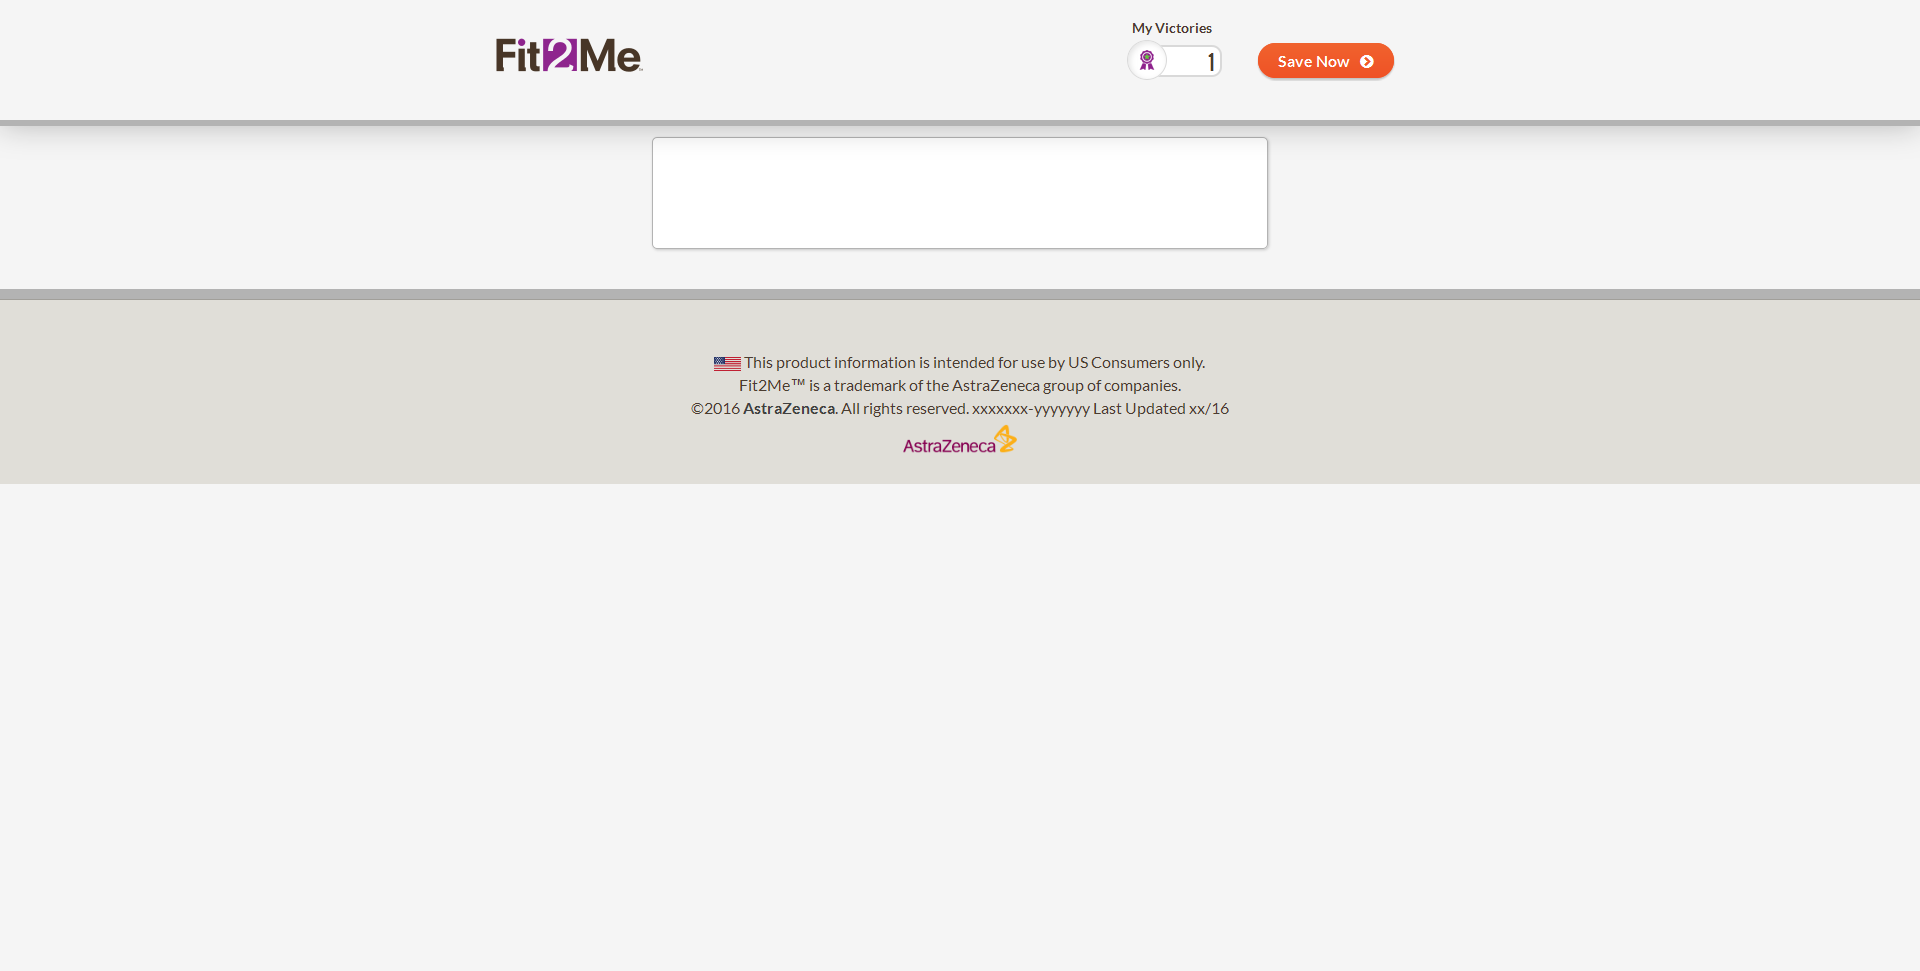 Fit2Me
My Victories
1
Save Now
This product information is intended for use by US Consumers only.
Fit2Me™ is a trademark of the AstraZeneca group of companies.
©2016 AstraZeneca. All rights reserved. xxxxxxx-yyyyyyy Last Updated xx/16
AstraZeneca